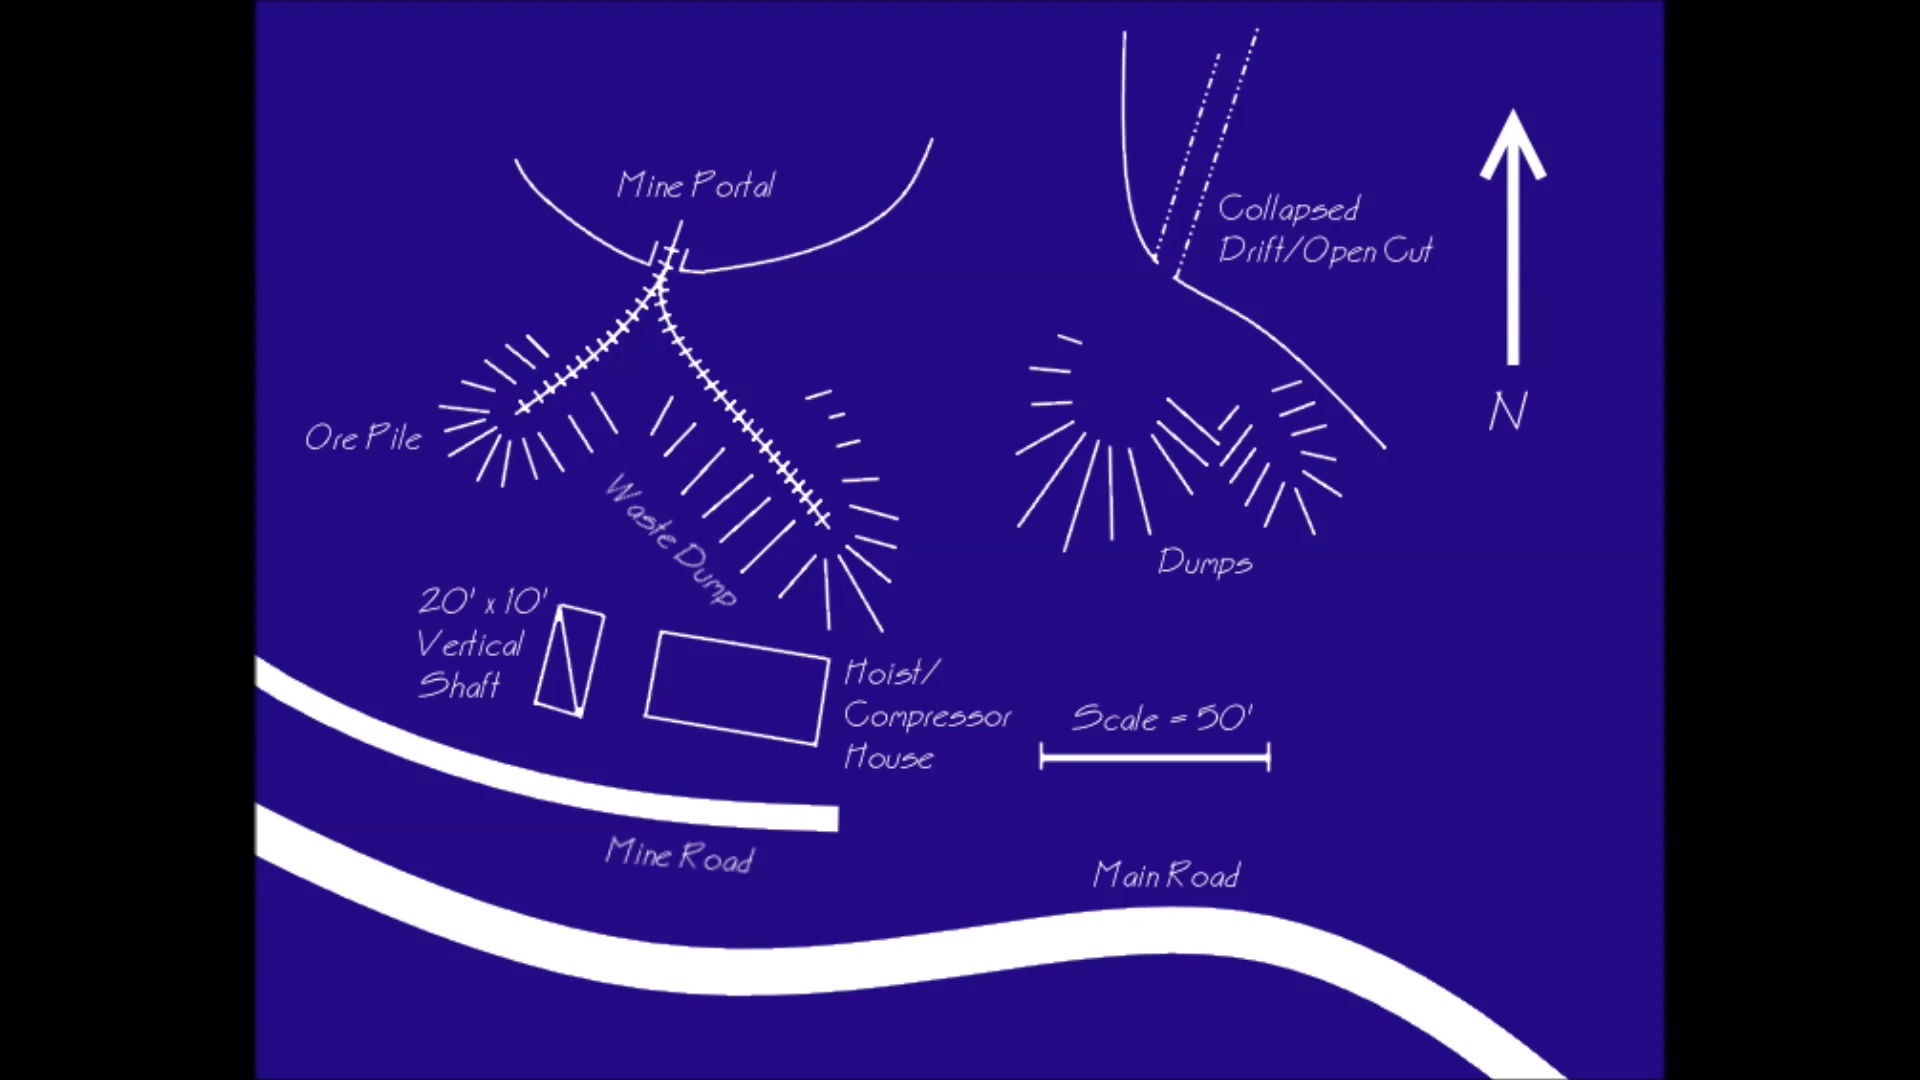 Mine Portal
Collapsed
Drift/Open Cut
N
Ore Pile
Waste Dump
Dumps
20' x 10'
Vertical
Shaft
Hoist/
Compressor
House
Scale = 50'
Mine Road
Main Road